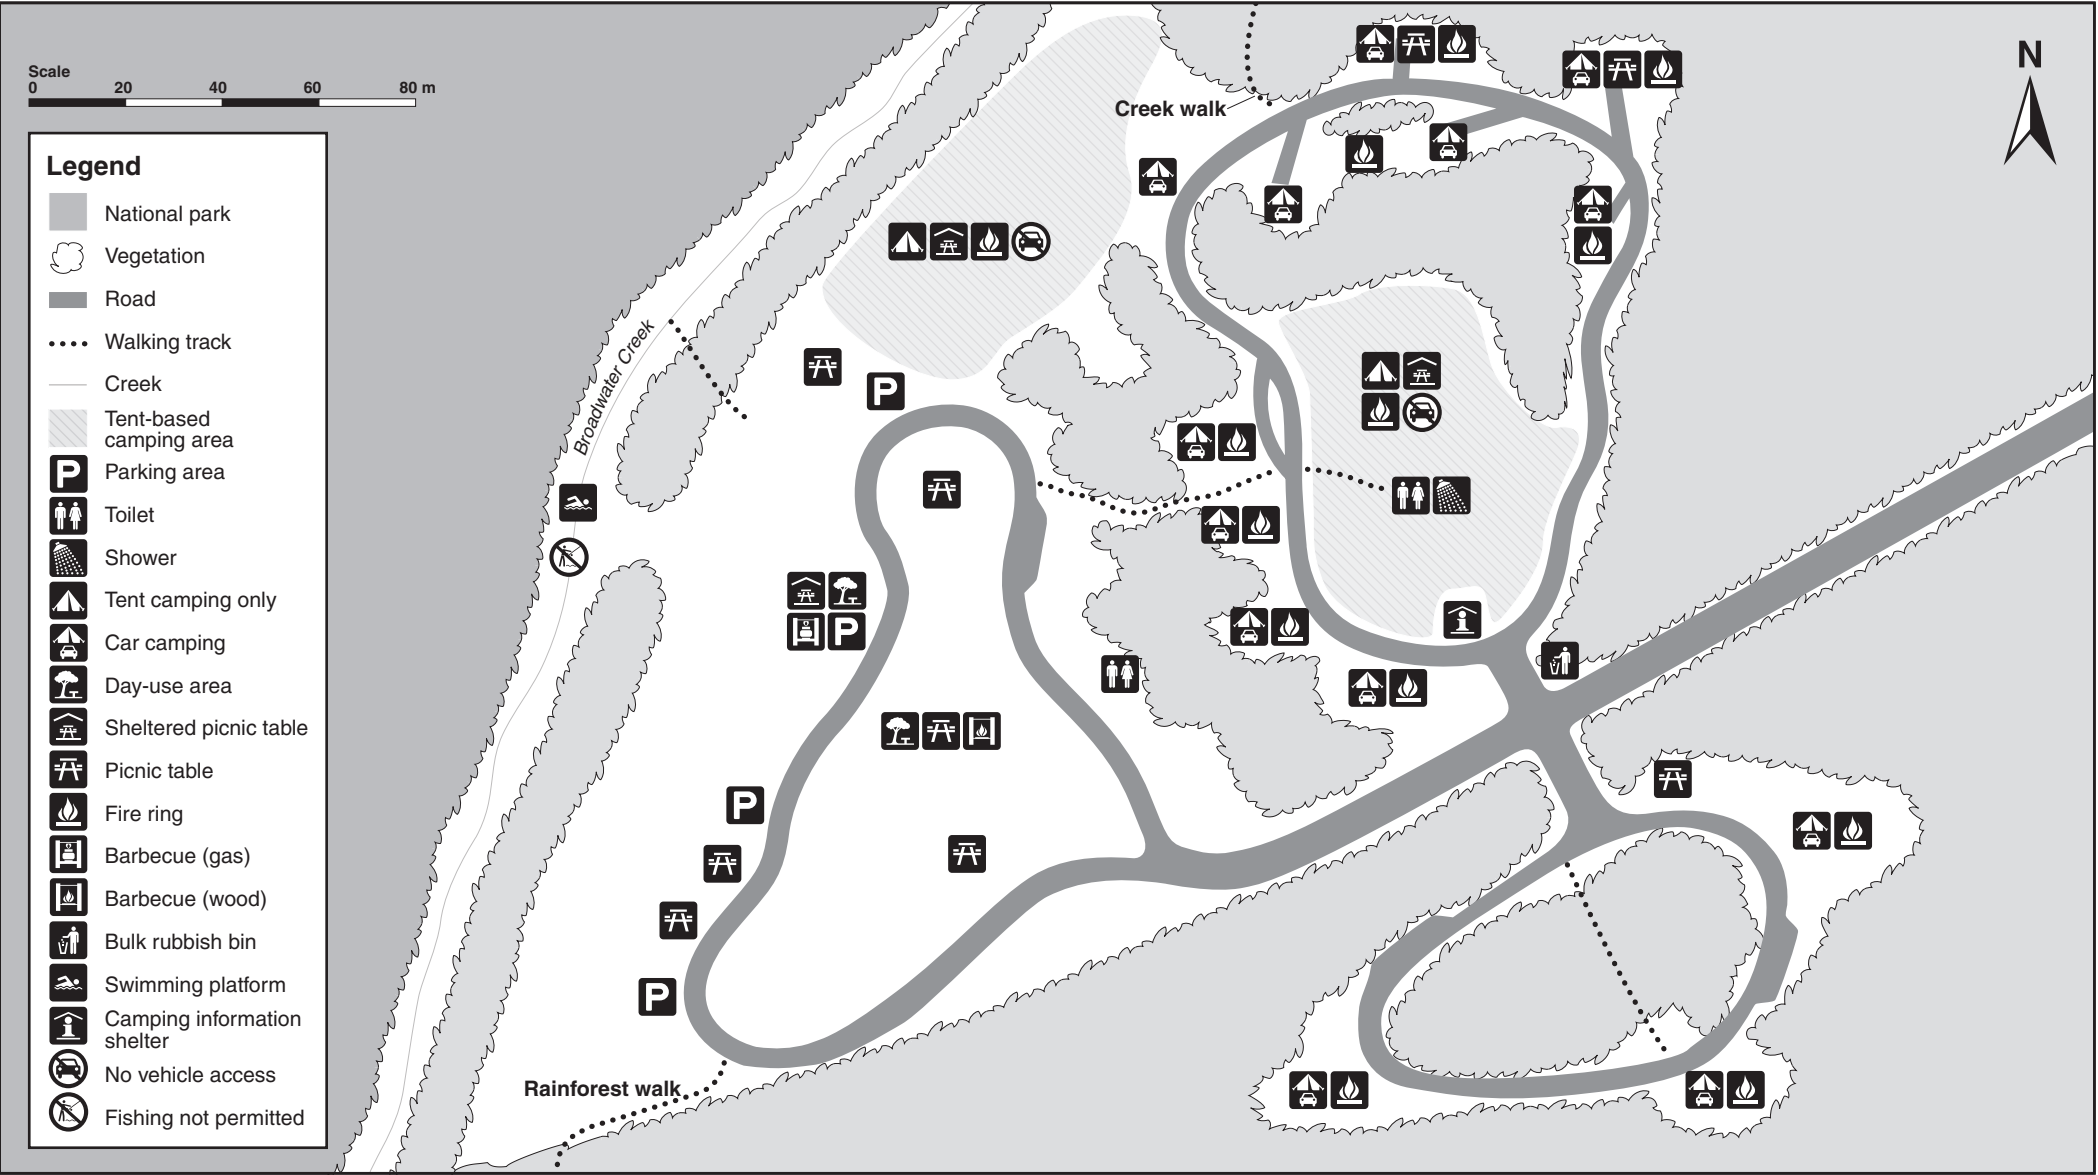 Scale
0 20 40 60 80 m
Legend
National park
Vegetation
Road
Walking track
Creek
Tent-based
camping area
P Parking area
Toilet
Shower
Tent camping only
Car camping
Day-use area
Sheltered picnic table
Picnic table
Fire ring
Barbecue (gas)
Barbecue (wood)
Bulk rubbish bin
Swimming platform
Camping information
shelter
No vehicle access
Fishing not permitted
N
Creek walk
Broadwater Creek
P
P
P
P
Rainforest walk